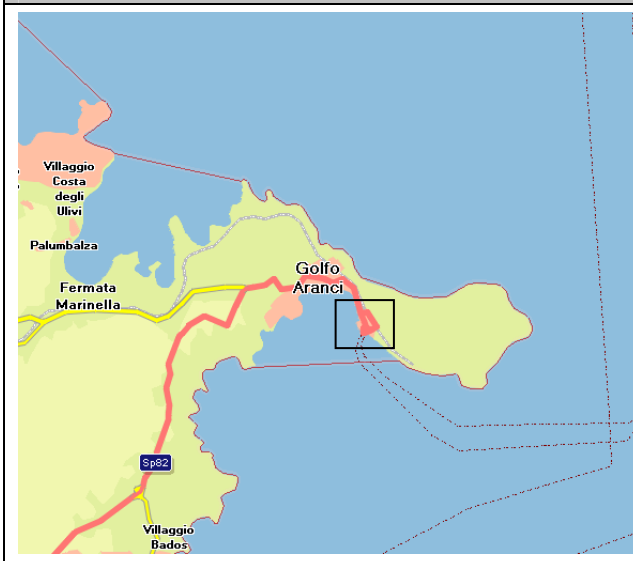 Villaggio
Costa
degli
Ulivi
Palumbalza
Golfo
Aranci
Fermata
Marinella
Sp82
Villaggio
Bados